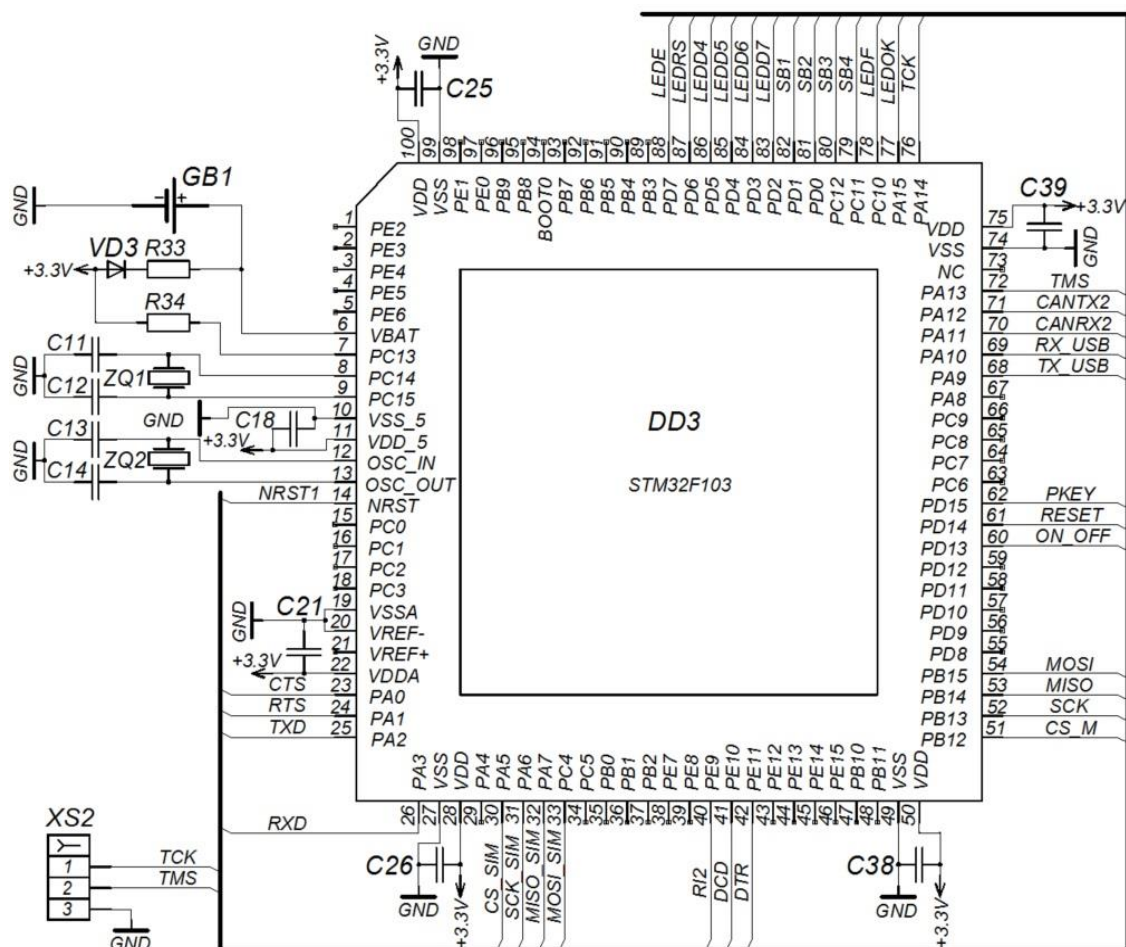 +3.3V
GND
C25
LEDE
LEDRS
LEDD4
LEDD5
LEDD6
LEDD7
SB1
SB2
SB3
SB4
LEDF
LEDOK
TCK
100 99 98 97 96 95 94 93 92 91 90 89 88 87 86 85 84 83 82 81 80 79 78 77 76
VDD VSS PE1 PE0 PB9 PB8 BOOT0 PB7 PB6 PB5 PB4 PB3 PD7 PD6 PD5 PD4 PD3 PD2 PD1 PD0 PC12 PC11 PC10 PA15 PA14
GND
- GB1 +
+3.3V VD3 R33
R34
GND
C11
C12
ZQ1
GND
C18
+3.3V
GND
C13
C14
ZQ2
NRST1
GND
C21
+3.3V
CTS
RTS
TXD
1 PE2
2 PE3
3 PE4
4 PE5
5 PE6
6 VBAT
7 PC13
8 PC14
9 PC15
10 VSS_5
11 VDD_5
12 OSC_IN
13 OSC_OUT
14 NRST
15 PC0
16 PC1
17 PC2
18 PC3
19 VSSA
20 VREF-
21 VREF+
22 VDDA
23 PA0
24 PA1
25 PA2
DD3
STM32F103
C39
+3.3V
GND
VDD 75
VSS 74
NC 73
PA13 72 TMS
PA12 71 CANTX2
PA11 70 CANRX2
PA10 69 RX_USB
PA9 68 TX_USB
PA8 67
PC9 66
PC8 65
PC7 64
PC6 63
PD15 62 PKEY
PD14 61 RESET
PD13 60 ON_OFF
PD12 59
PD11 58
PD10 57
PD9 56
PD8 55
PB15 54 MOSI
PB14 53 MISO
PB13 52 SCK
PB12 51 CS_M
PA3 VSS VDD PA4 PA5 PA6 PA7 PC4 PC5 PB0 PB1 PB2 PE7 PE8 PE9 PE10 PE11 PE12 PE13 PE14 PE15 PB10 PB11 VSS VDD
26 27 28 29 30 31 32 33 34 35 36 37 38 39 40 41 42 43 44 45 46 47 48 49 50
RXD
C26
GND
+3.3V
CS_SIM
SCK_SIM
MISO_SIM
MOSI_SIM
RI2
DCD
DTR
C38
GND
+3.3V
XS2
1 TCK
2 TMS
3
GND